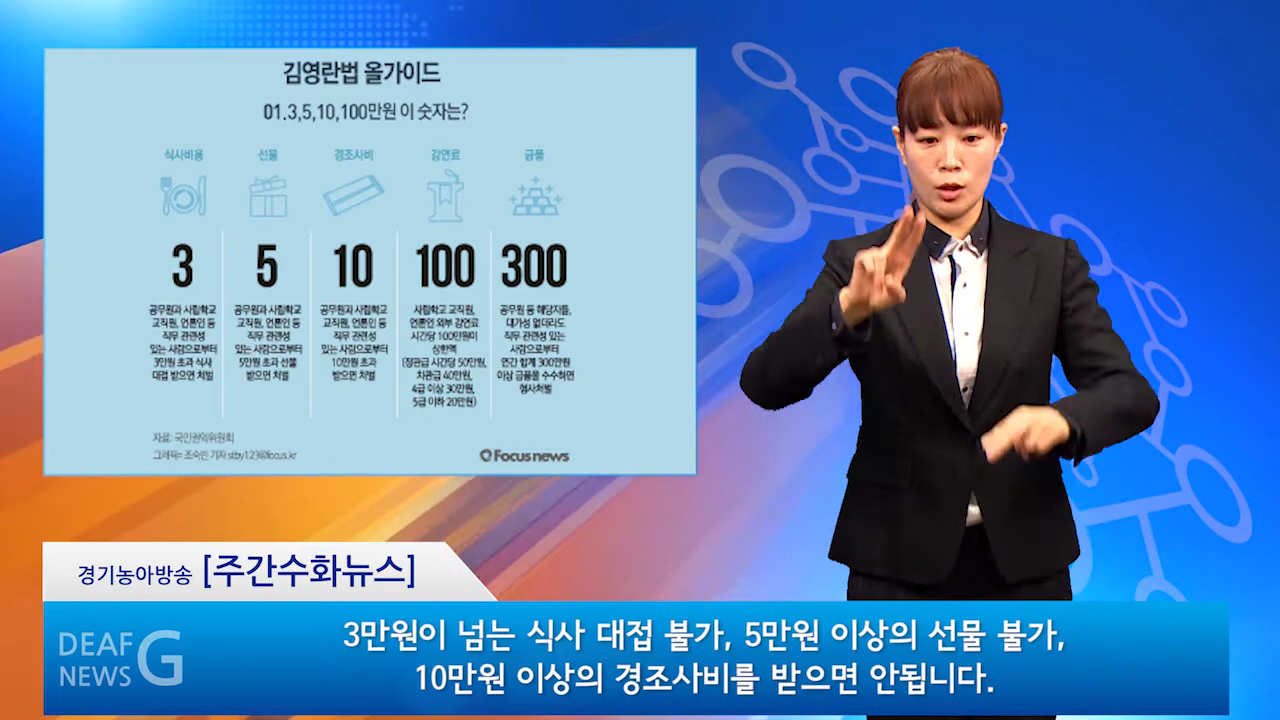 김영란법 올가이드
01.3,5,10,100만원 이 숫자는?
식사비용
선물
경조사비
강연료
금품
3
5
10
100
300
공무원과 사립학교
교직원, 언론인 등
직무 관련성
있는 사람으로부터
3만원 초과 식사
대접 받으면 처벌
공무원과 사립학교
교직원, 언론인 등
직무 관련성
있는 사람으로부터
5만원 초과 선물
받으면 처벌
공무원과 사립학교
교직원, 언론인 등
직무 관련성
있는 사람으로부터
10만원 초과
받으면 처벌
사립학교 교직원,
언론인 외부 강연료
시간당 100만원이
상한액
(장관급 시간당 50만원,
차관급 40만원,
4급 이상 30만원,
5급 이하 20만원)
공무원 등 해당자들,
대가성 없더라도
직무 관련성 있는
사람으로부터
연간 합계 300만원
이상 금품을 수수하면
형사처벌
자료: 국민권익위원회
그래픽= 조숙빈 기자 stby123@focus.kr
Focus news
경기농아방송 [주간수화뉴스]
DEAF
NEWS
G
3만원이 넘는 식사 대접 불가, 5만원 이상의 선물 불가,
10만원 이상의 경조사비를 받으면 안됩니다.